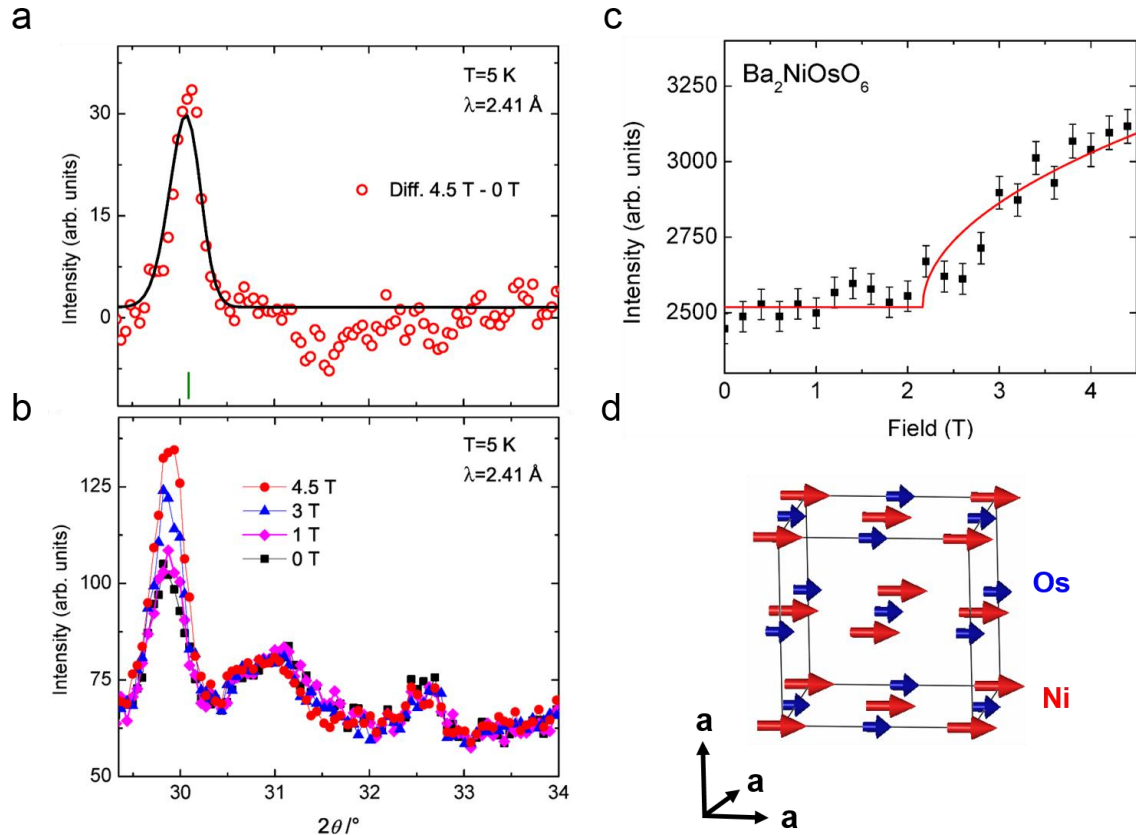 a
Intensity (arb. units)
30
15
0
T=5 K
λ=2.41 Å
Diff. 4.5 T - 0 T
b
Intensity (arb. units)
125
100
75
50
T=5 K
λ=2.41 Å
4.5 T
3 T
1 T
0 T
30 31 32 33 34
2θ /°
c
Intensity (arb. units)
3250
3000
2750
2500
Ba₂NiOsO₆
0 1 2 3 4
Field (T)
d
Os
Ni
a
a
a